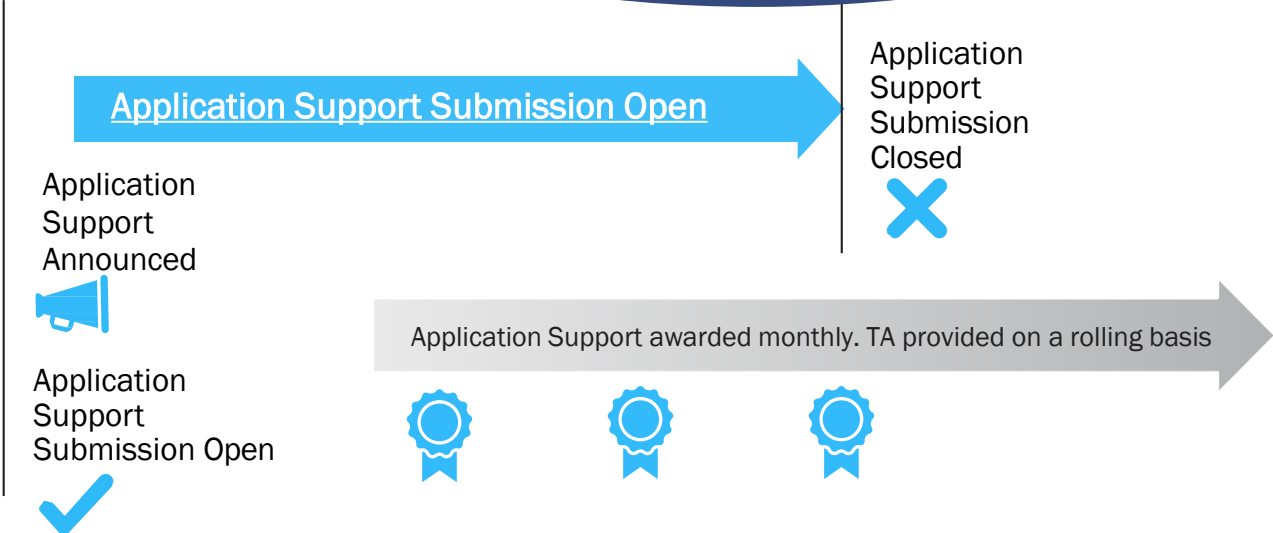 Application Support Submission Open
Application
Support
Submission
Closed
Application
Support
Announced
Application Support awarded monthly. TA provided on a rolling basis
Application
Support
Submission Open